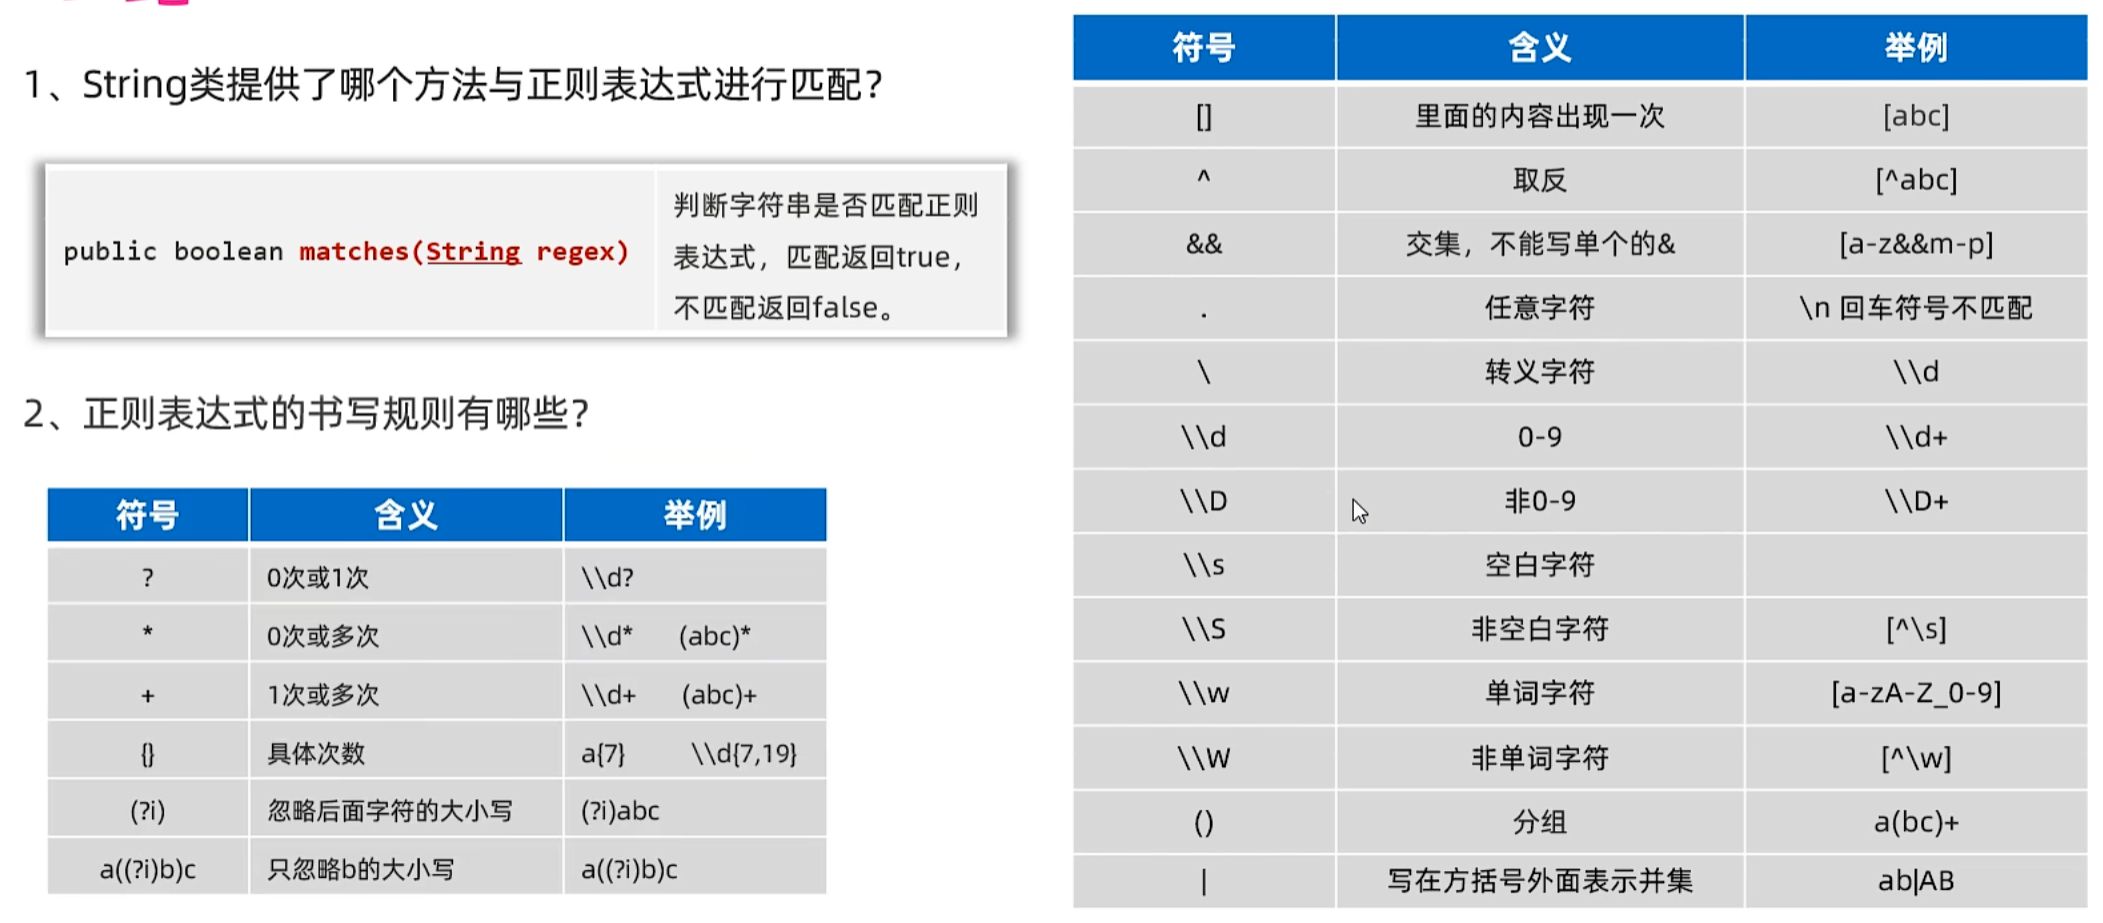 1、String类提供了哪个方法与正则表达式进行匹配？
public boolean matches(String regex)
判断字符串是否匹配正则
表达式，匹配返回true，
不匹配返回false。
2、正则表达式的书写规则有哪些？
符号 含义 举例
? 0次或1次 \\d?
* 0次或多次 \\d* (abc)*
+ 1次或多次 \\d+ (abc)+
{} 具体次数 a{7} \\d{7,19}
(?i) 忽略后面字符的大小写 (?i)abc
a((?i)b)c 只忽略b的大小写 a((?i)b)c
符号 含义 举例
[] 里面的内容出现一次 [abc]
^ 取反 [^abc]
&& 交集，不能写单个的& [a-z&&m-p]
. 任意字符 \n 回车符号不匹配
\ 转义字符 \\d
\\d 0-9 \\d+
\\D 非0-9 \\D+
\\s 空白字符
\\S 非空白字符 [^\s]
\\w 单词字符 [a-zA-Z_0-9]
\\W 非单词字符 [^\w]
() 分组 a(bc)+
| 写在方括号外面表示并集 ab|AB